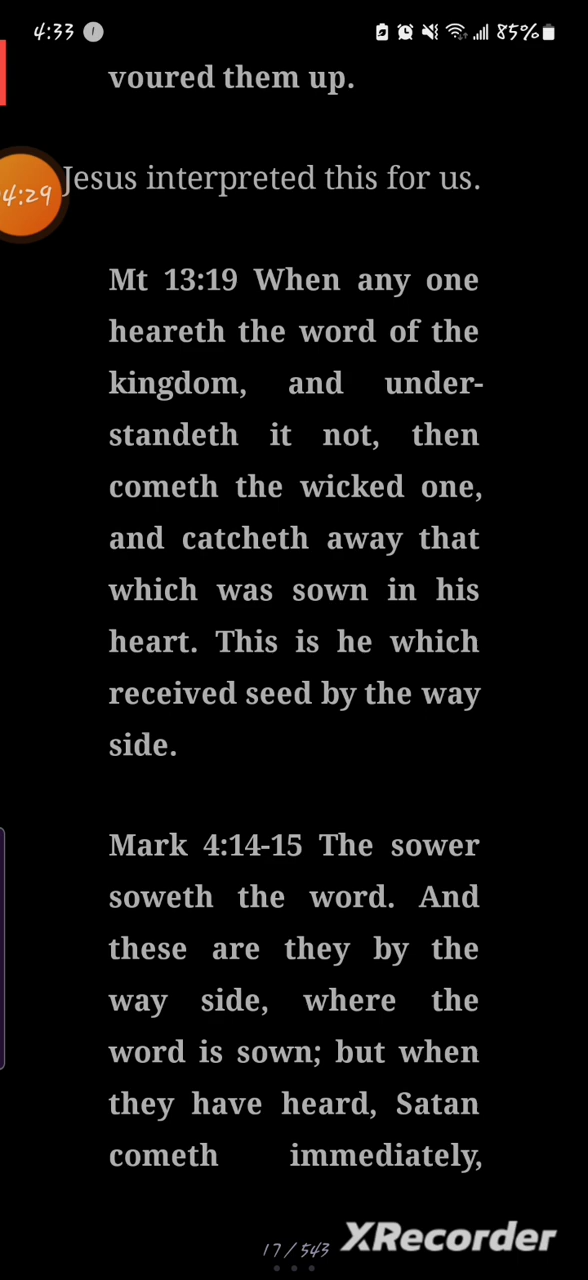 4:33
85%
voured them up.
4:29
Jesus interpreted this for us.
Mt 13:19 When any one
heareth the word of the
kingdom, and under-
standeth it not, then
cometh the wicked one,
and catcheth away that
which was sown in his
heart. This is he which
received seed by the way
side.
Mark 4:14-15 The sower
soweth the word. And
these are they by the
way side, where the
word is sown; but when
they have heard, Satan
cometh immediately,
17/543
XRecorder